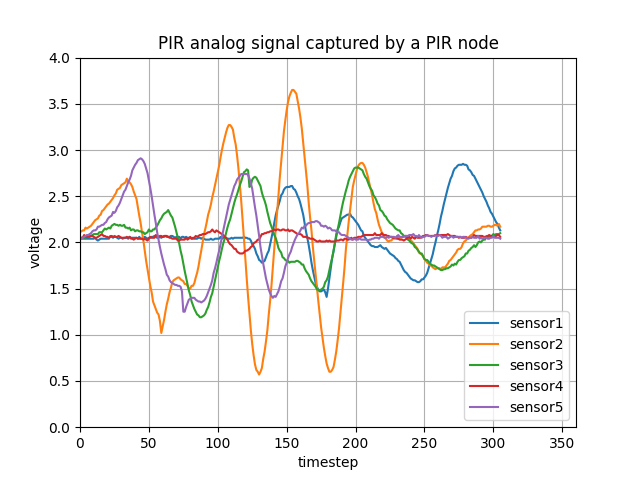 PIR analog signal captured by a PIR node
4.0
3.5
3.0
2.5
2.0
1.5
1.0
0.5
0.0
voltage
0 50 100 150 200 250 300 350
timestep
sensor1
sensor2
sensor3
sensor4
sensor5